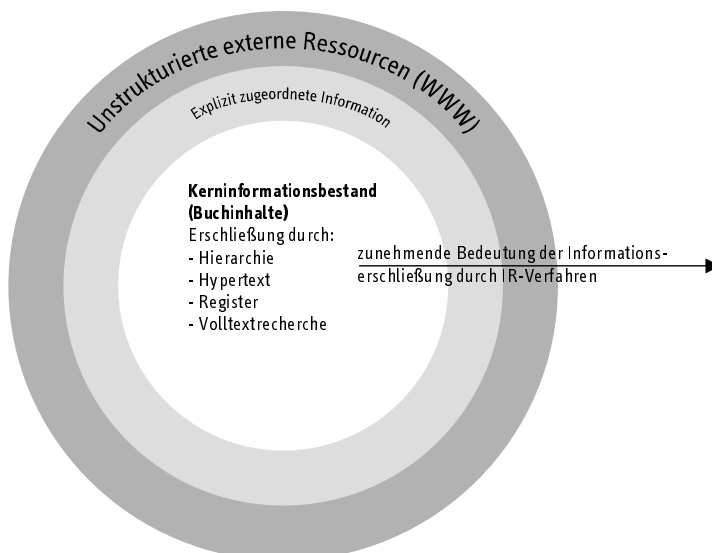 Unstrukturierte externe Ressourcen (WWW)
Explizit zugeordnete Information
Kerninformationsbestand
(Buchinhalte)
Erschließung durch:
- Hierarchie
- Hypertext
- Register
- Volltextrecherche
zunehmende Bedeutung der Informations-
erschließung durch IR-Verfahren